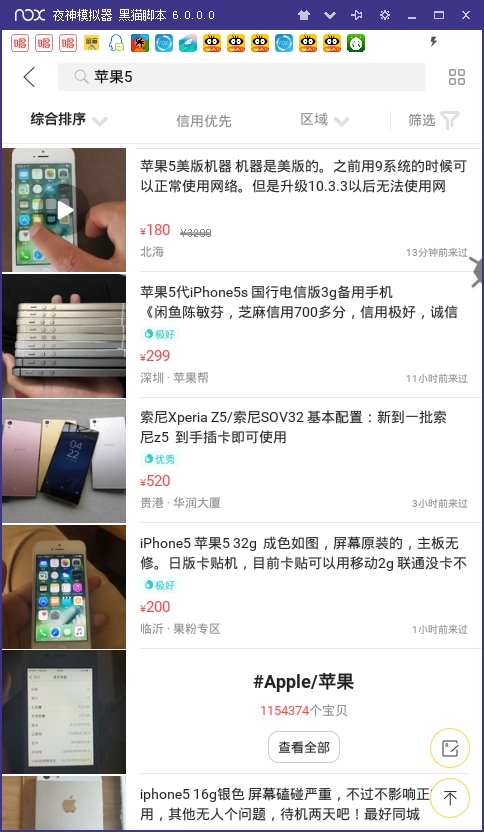 nox 夜神模拟器 黑猫脚本 6.0.0.0
苹果5
综合排序
信用优先
区域
筛选
苹果5美版机器 机器是美版的。之前用9系统的时候可
以正常使用网络。但是升级10.3.3以后无法使用网
¥180 ¥3200
北海
13分钟前来过
苹果5代iPhone5s 国行电信版3g备用手机
《闲鱼陈敏芬，芝麻信用700多分，信用极好，诚信
极好
¥299
深圳 · 苹果帮
11小时前来过
索尼Xperia Z5/索尼SOV32 基本配置：新到一批索
尼z5 到手插卡即可使用
优秀
¥520
贵港 · 华润大厦
3小时前来过
iPhone5 苹果5 32g 成色如图，屏幕原装的，主板无
修。日版卡贴机，目前卡贴可以用移动2g 联通没卡不
极好
¥200
临沂 · 果粉专区
1小时前来过
#Apple/苹果
1154374个宝贝
查看全部
iphone5 16g银色 屏幕磕碰严重，不过不影响正
用，其他无人个问题，待机两天吧！最好同城